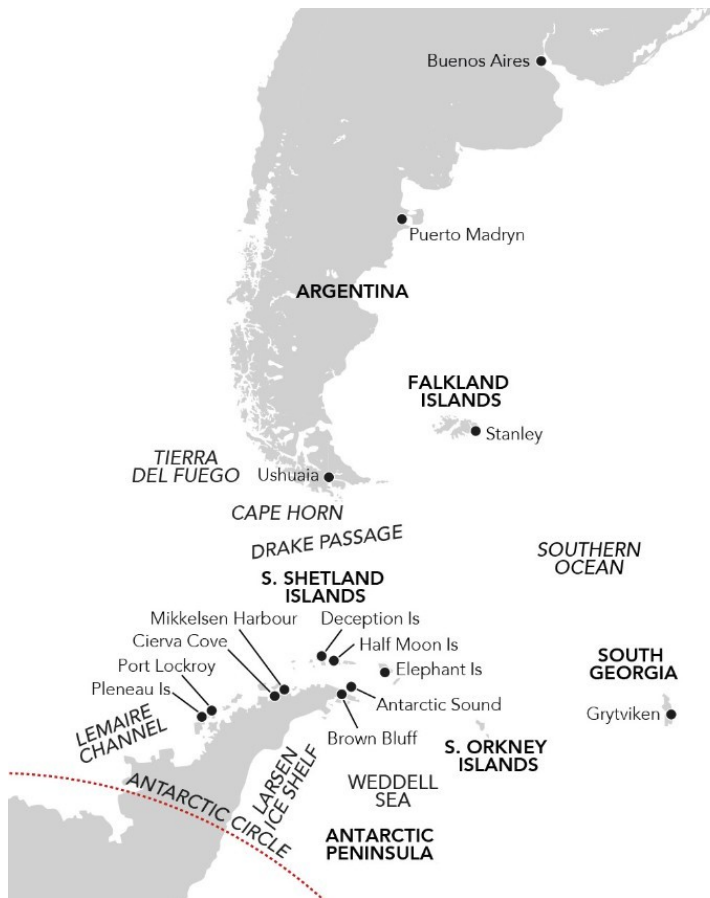 Buenos Aires
Puerto Madryn
ARGENTINA
FALKLAND
ISLANDS
Stanley
TIERRA
DEL FUEGO
Ushuaia
CAPE HORN
DRAKE PASSAGE
SOUTHERN
OCEAN
S. SHETLAND
ISLANDS
Mikkelsen Harbour
Deception Is
Cierva Cove
Half Moon Is
Port Lockroy
Elephant Is
Pleneau Is
SOUTH
GEORGIA
Antarctic Sound
Grytviken
LEMAIRE
CHANNEL
Brown Bluff
S. ORKNEY
ISLANDS
LARSEN
ICE SHELF
WEDDELL
SEA
ANTARCTIC CIRCLE
ANTARCTIC
PENINSULA